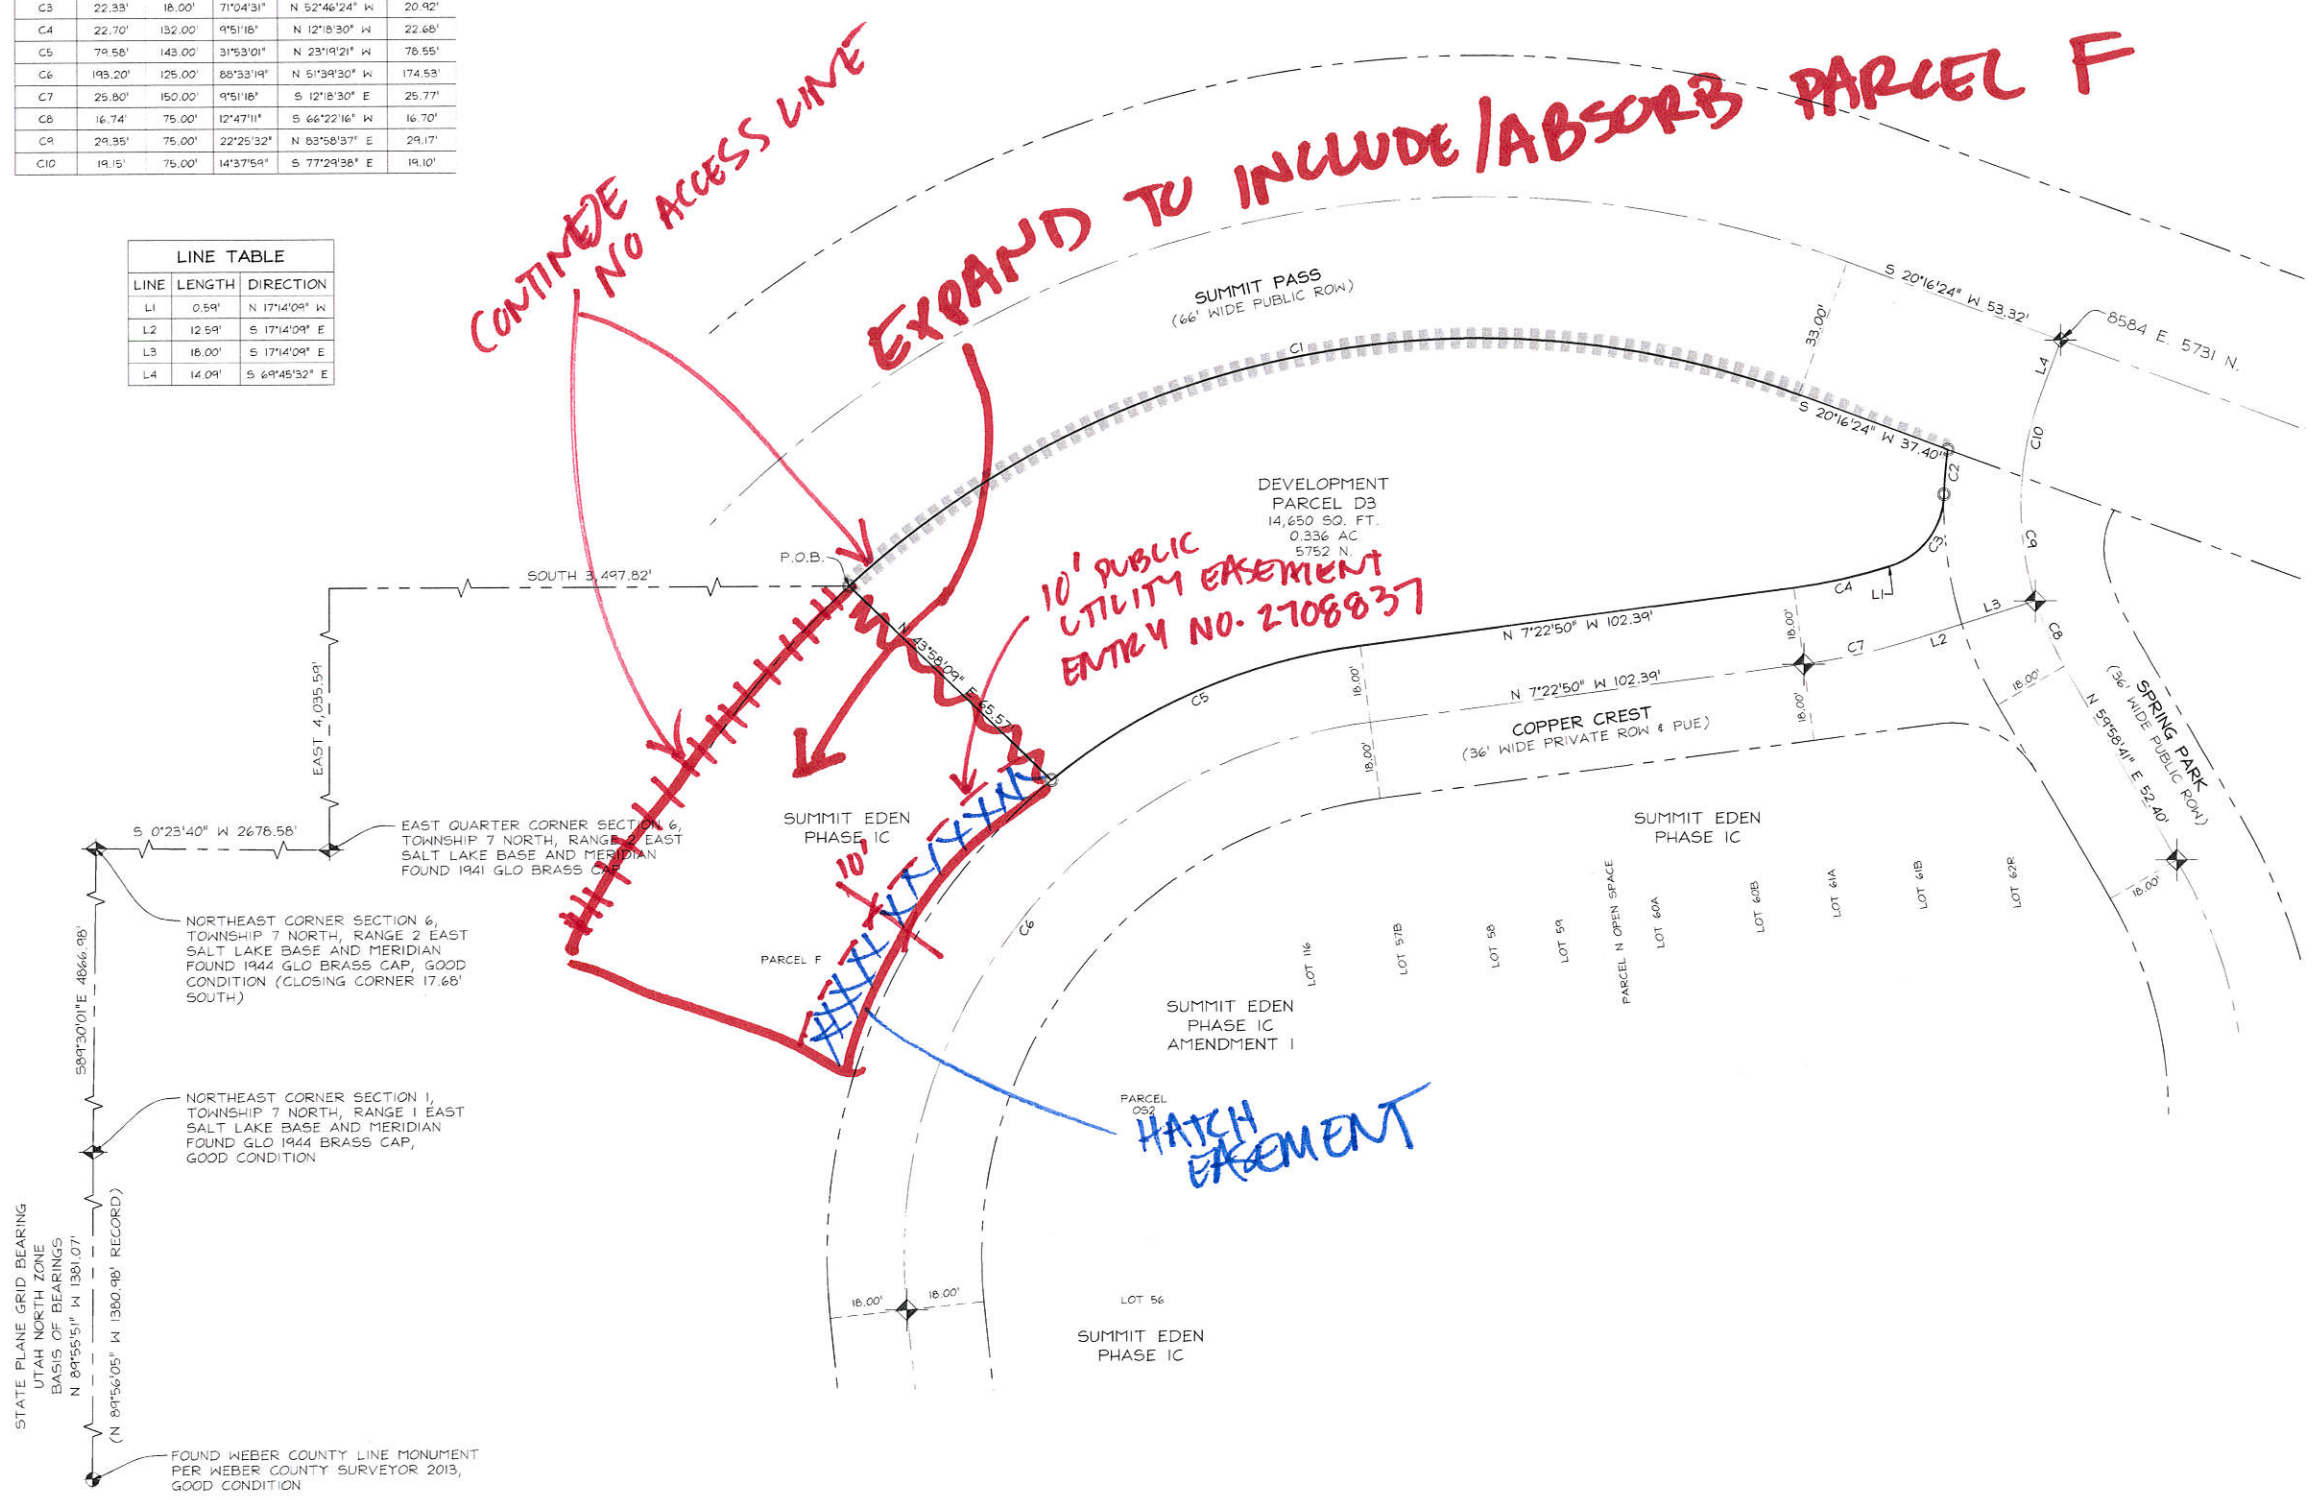 C3 22.33' 18.00' 71°04'31" N 52°46'24" W 20.92'
C4 22.70' 132.00' 9°51'18" N 12°18'30" W 22.68'
C5 79.58' 143.00' 31°53'01" N 23°19'21" W 78.55'
C6 193.20' 125.00' 88°33'19" N 51°39'30" W 174.53'
C7 25.80' 150.00' 9°51'18" S 12°18'30" E 25.77'
C8 16.74' 75.00' 12°47'11" S 66°22'16" W 16.70'
C9 29.35' 75.00' 22°25'32" N 83°58'37" E 29.17'
C10 19.15' 75.00' 14°37'59" S 77°29'38" E 19.10'
LINE TABLE
LINE LENGTH DIRECTION
L1 0.59' N 17°14'09" W
L2 12.59' S 17°14'09" E
L3 18.00' S 17°14'09" E
L4 14.09' S 69°45'32" E
CONTINUE
NO ACCESS LINE
EXPAND TO INCLUDE/ABSORB PARCEL F
SUMMIT PASS
(66' WIDE PUBLIC ROW)
C1
33.00'
S 20°16'24" W 53.32'
8584 E. 5731 N.
L4
S 20°16'24" W 37.40'
C2
C10
C3
C9
DEVELOPMENT
PARCEL D3
14,650 SQ. FT.
0.336 AC
5752 N.
P.O.B.
SOUTH 3,497.82'
EAST 4,035.59'
10' PUBLIC
UTILITY EASEMENT
ENTRY NO. 2708837
N 43°58'09" E 65.57'
N 7°22'50" W 102.39'
C4
L1
L3
L2
C7
C8
18.00'
18.00'
18.00'
18.00'
18.00'
18.00'
C5
N 7°22'50" W 102.39'
COPPER CREST
(36' WIDE PRIVATE ROW & PUE)
SPRING PARK
(36' WIDE PUBLIC ROW)
N 59°58'41" E 52.40'
S 0°23'40" W 2678.58'
EAST QUARTER CORNER SECTION 6,
TOWNSHIP 7 NORTH, RANGE 2 EAST
SALT LAKE BASE AND MERIDIAN
FOUND 1941 GLO BRASS CAP
SUMMIT EDEN
PHASE 1C
10'
SUMMIT EDEN
PHASE 1C
C6
PARCEL F
NORTHEAST CORNER SECTION 6,
TOWNSHIP 7 NORTH, RANGE 2 EAST
SALT LAKE BASE AND MERIDIAN
FOUND 1944 GLO BRASS CAP, GOOD
CONDITION (CLOSING CORNER 17.68'
SOUTH)
S89°30'01"E 4866.98'
LOT 116
LOT 57B
LOT 58
LOT 59
PARCEL N OPEN SPACE
LOT 60A
LOT 60B
LOT 61A
LOT 61B
LOT 62R
SUMMIT EDEN
PHASE 1C
AMENDMENT 1
PARCEL
OS2
HATCH
EASEMENT
NORTHEAST CORNER SECTION 1,
TOWNSHIP 7 NORTH, RANGE 1 EAST
SALT LAKE BASE AND MERIDIAN
FOUND GLO 1944 BRASS CAP,
GOOD CONDITION
STATE PLANE GRID BEARING
UTAH NORTH ZONE
BASIS OF BEARINGS
N 89°55'51" W 1381.07'
(N 89°56'05" W 1380.98' RECORD)
18.00'
18.00'
LOT 56
SUMMIT EDEN
PHASE 1C
FOUND WEBER COUNTY LINE MONUMENT
PER WEBER COUNTY SURVEYOR 2013,
GOOD CONDITION